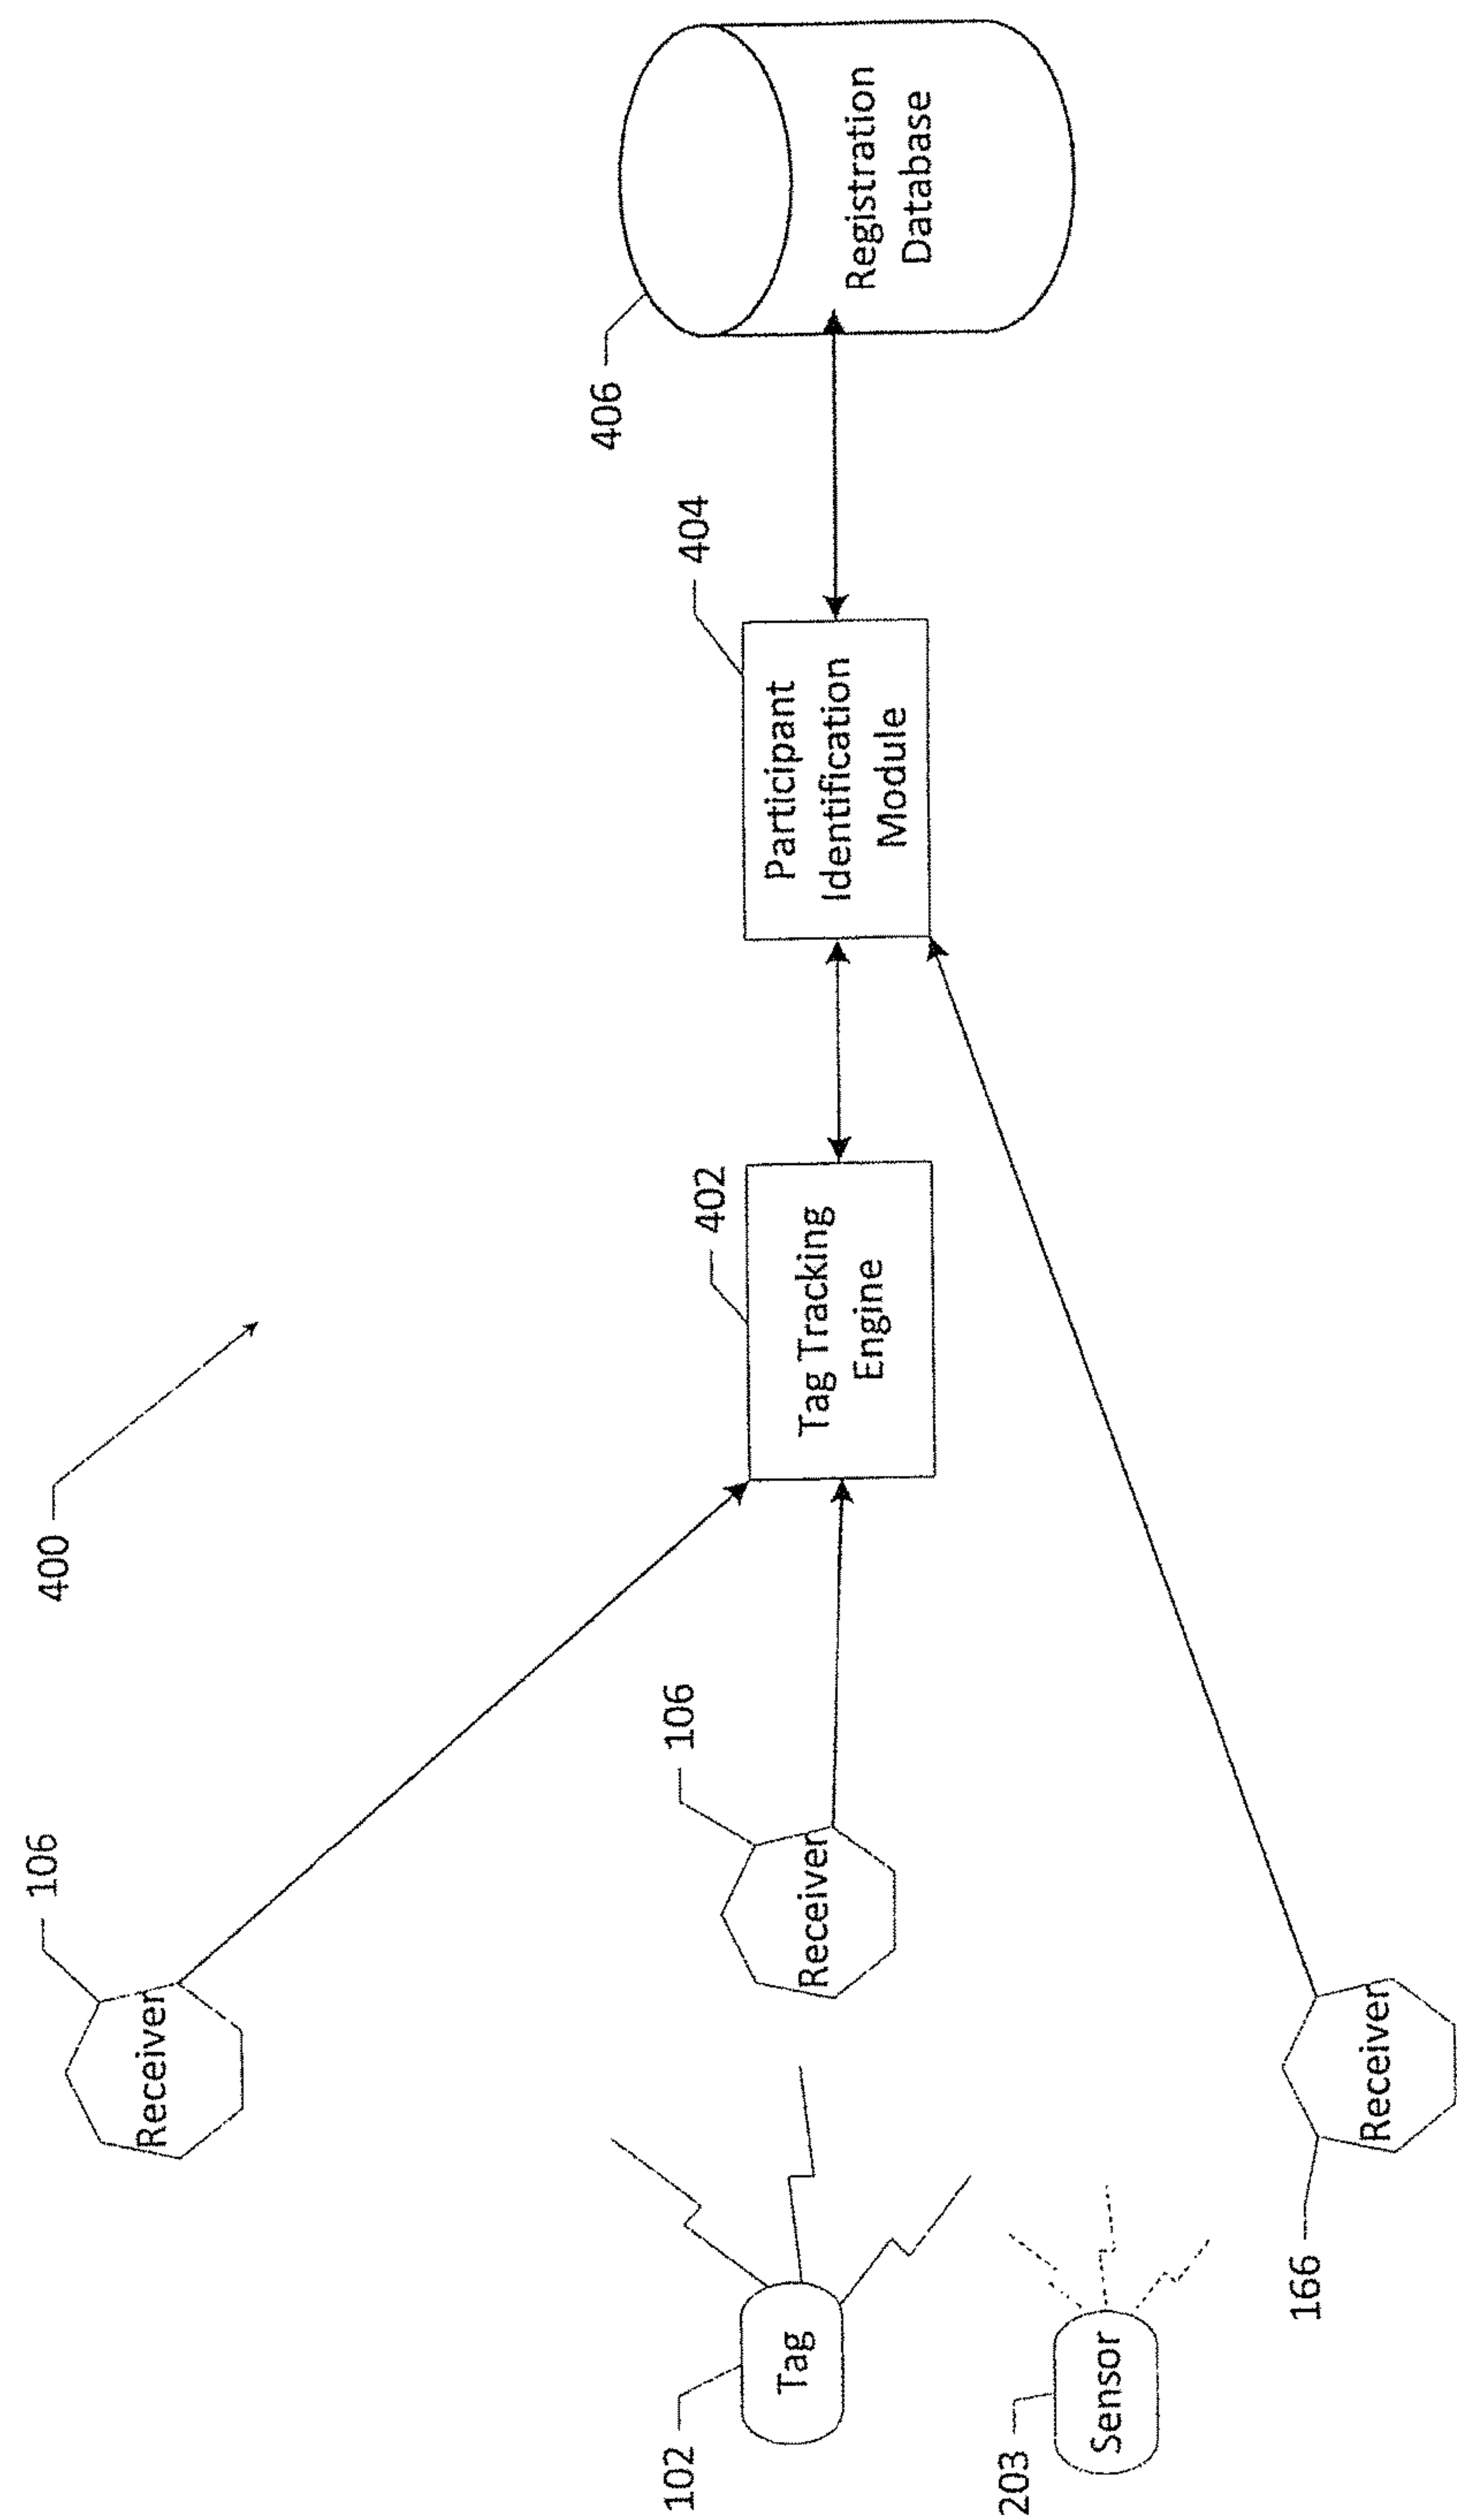 400
106
Receiver
106
Receiver
102
Tag
203
Sensor
166
Receiver
402
Tag Tracking
Engine
404
Participant
Identification
Module
406
Registration
Database